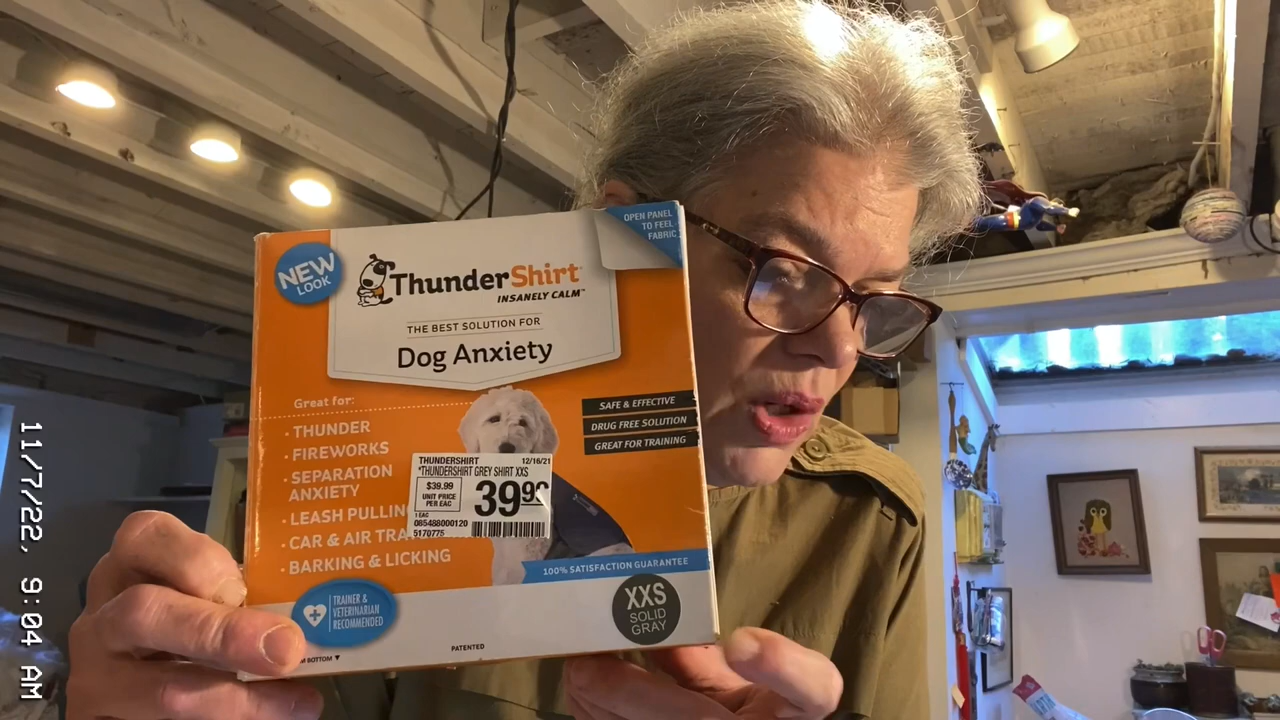 OPEN PANEL
TO FEEL
FABRIC
NEW
LOOK
ThunderShirt
INSANELY CALM™
THE BEST SOLUTION FOR
Dog Anxiety
Great for:
· THUNDER
· FIREWORKS
· SEPARATION
ANXIETY
· LEASH PULLING
· CAR & AIR TRA
· BARKING & LICKING
SAFE & EFFECTIVE
DRUG FREE SOLUTION
GREAT FOR TRAINING
THUNDERSHIRT 12/16/21
*THUNDERSHIRT GREY SHIRT XXS
$39.99
UNIT PRICE
PER EAC
39.99
1 EAC
085488000120
5170775
100% SATISFACTION GUARANTEE
TRAINER &
VETERINARIAN
RECOMMENDED
XXS
SOLID
GRAY
PATENTED
BOTTOM ▼
11/7/22, 9:04 AM